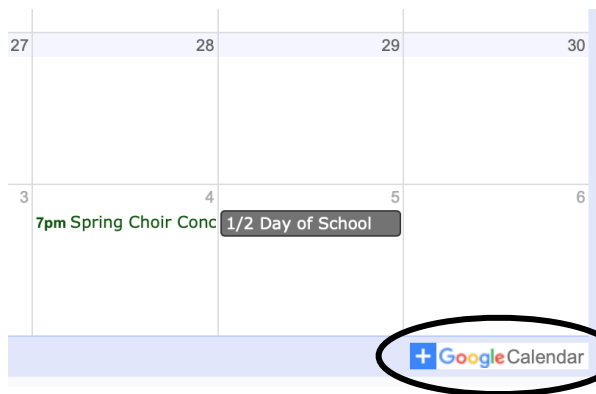 27 28 29 30
3 4 5 6
7pm Spring Choir Conc 1/2 Day of School
+ Google Calendar